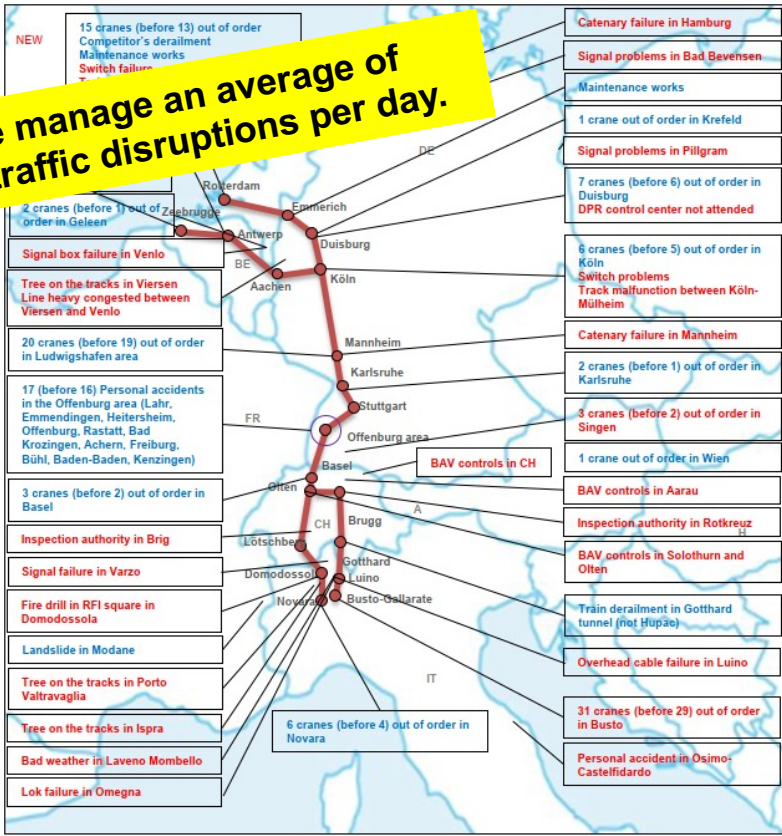 NEW
15 cranes (before 13) out of order
Competitor's derailment
Maintenance works
Switch failure
manage an average of
traffic disruptions per day.
2 cranes (before 1) out of
order in Geleen
Signal box failure in Venlo
Tree on the tracks in Viersen
Line heavy congested between
Viersen and Venlo
20 cranes (before 19) out of order
in Ludwigshafen area
17 (before 16) Personal accidents
in the Offenburg area (Lahr,
Emmendingen, Heitersheim,
Offenburg, Rastatt, Bad
Krozingen, Achern, Freiburg,
Bühl, Baden-Baden, Kenzingen)
3 cranes (before 2) out of order in
Basel
Inspection authority in Brig
Signal failure in Varzo
Fire drill in RFI square in
Domodossola
Landslide in Modane
Tree on the tracks in Porto
Valtravaglia
Tree on the tracks in Ispra
Bad weather in Laveno Mombello
Lok failure in Omegna
DE
Rotterdam
Zeebrugge
Emmerich
Antwerp
Duisburg
BE
Aachen
Köln
Mannheim
Karlsruhe
Stuttgart
FR
Offenburg area
Basel
BAV controls in CH
Olten
A
CH
Brugg
Lötschberg
Gotthard
Domodossola
Luino
Novara
Busto-Gallarate
IT
H
6 cranes (before 4) out of order in
Novara
Catenary failure in Hamburg
Signal problems in Bad Bevensen
Maintenance works
1 crane out of order in Krefeld
Signal problems in Pillgram
7 cranes (before 6) out of order in
Duisburg
DPR control center not attended
6 cranes (before 5) out of order in
Köln
Switch problems
Track malfunction between Köln-
Mülheim
Catenary failure in Mannheim
2 cranes (before 1) out of order in
Karlsruhe
3 cranes (before 2) out of order in
Singen
1 crane out of order in Wien
BAV controls in Aarau
Inspection authority in Rotkreuz
BAV controls in Solothurn and
Olten
Train derailment in Gotthard
tunnel (not Hupac)
Overhead cable failure in Luino
31 cranes (before 29) out of order
in Busto
Personal accident in Osimo-
Castelfidardo